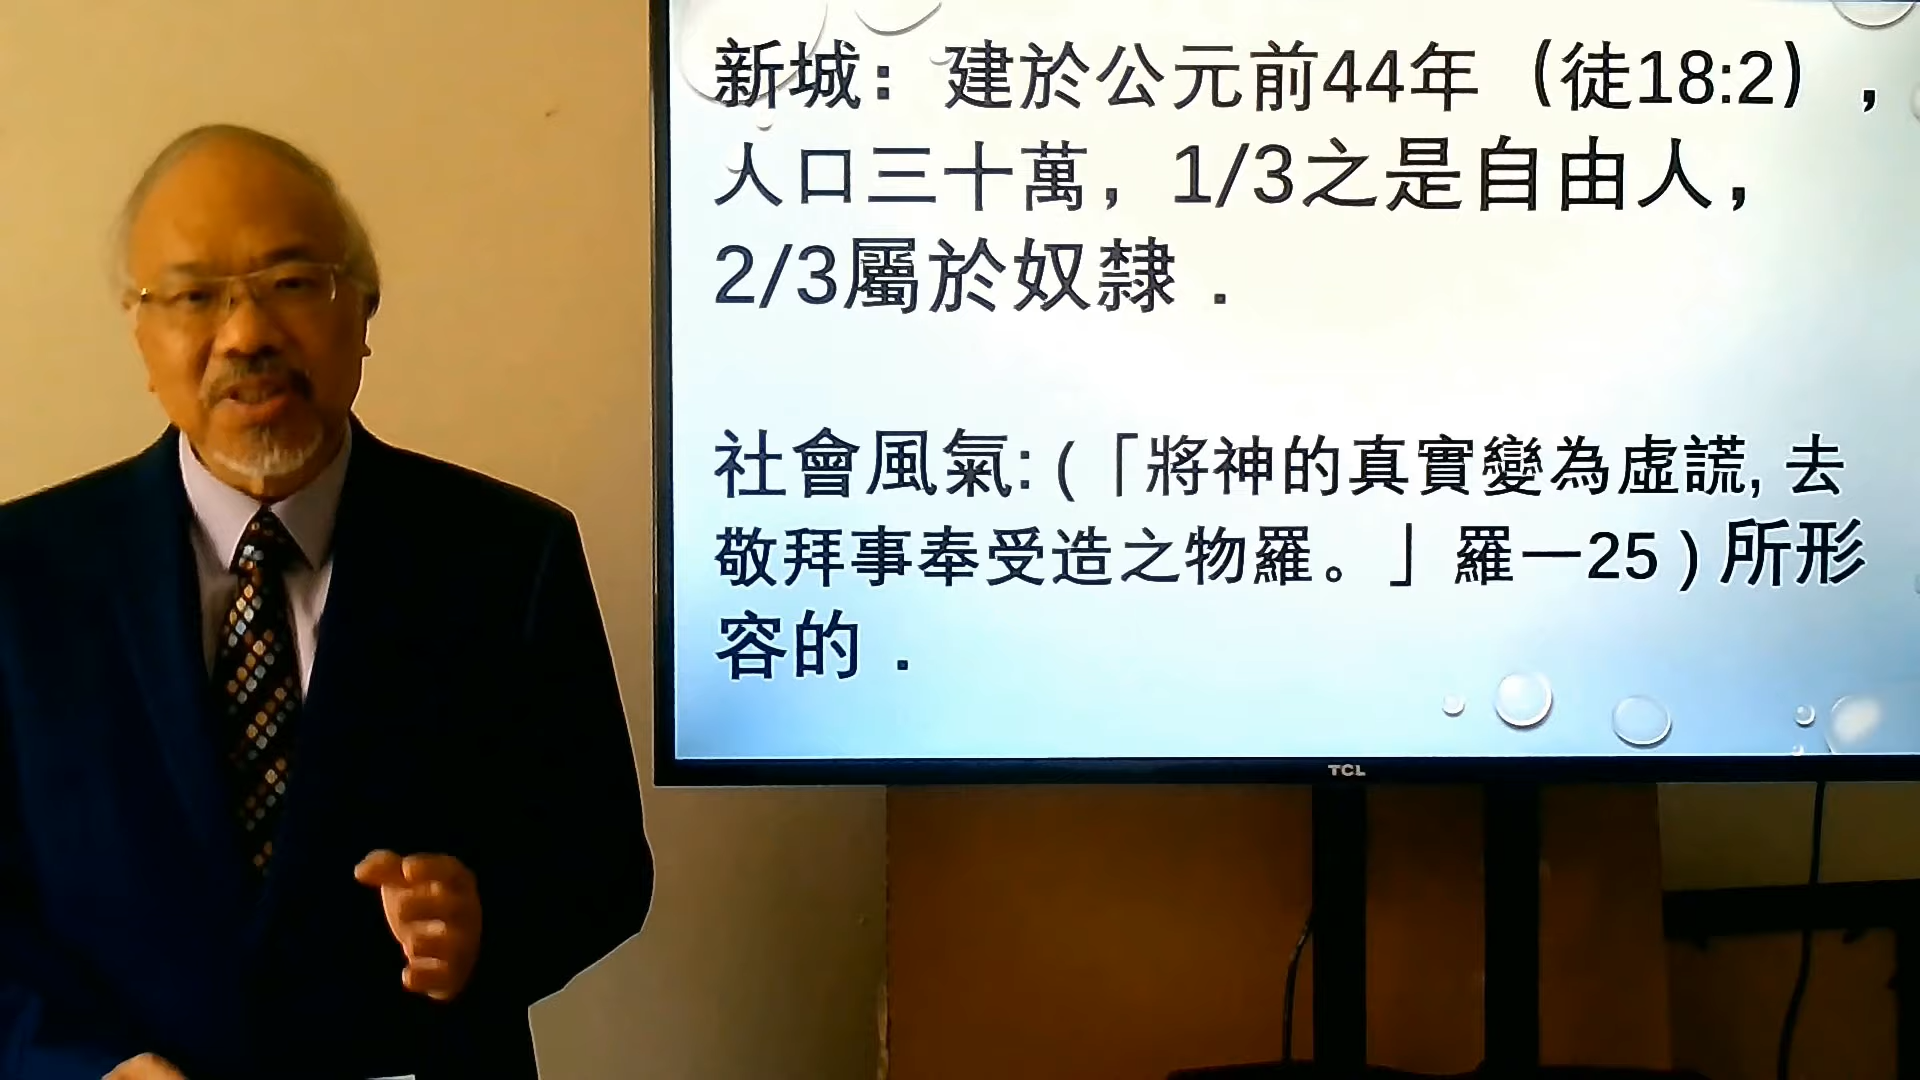 新城：建於公元前44年（徒18:2），
人口三十萬，1/3之是自由人，
2/3屬於奴隸．
社會風氣:(「將神的真實變為虛謊,去
敬拜事奉受造之物羅。」羅一25)所形
容的．
TCL